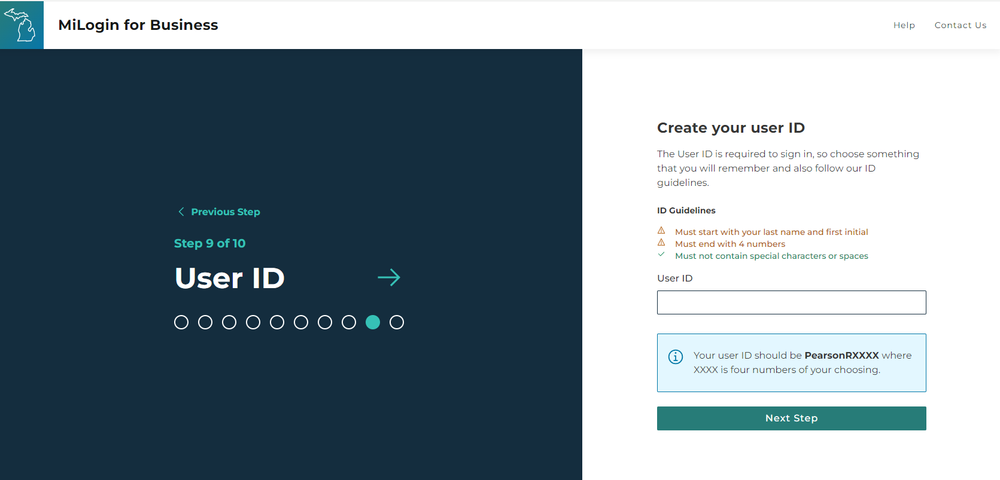 MiLogin for Business
Help
Contact Us
Previous Step
Step 9 of 10
User ID
Create your user ID
The User ID is required to sign in, so choose something
that you will remember and also follow our ID
guidelines.
ID Guidelines
Must start with your last name and first initial
Must end with 4 numbers
Must not contain special characters or spaces
User ID
Your user ID should be PearsonRXXXX where
XXXX is four numbers of your choosing.
Next Step